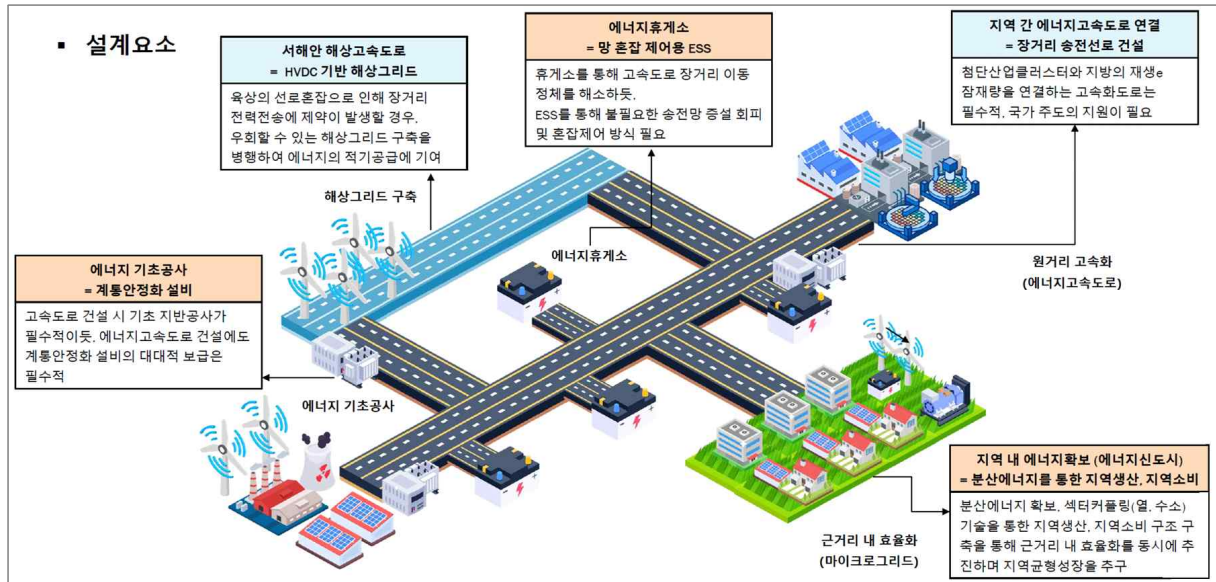 ▪ 설계요소
서해안 해상고속도로
= HVDC 기반 해상그리드
육상의 선로혼잡으로 인해 장거리
전력전송에 제약이 발생할 경우,
우회할 수 있는 해상그리드 구축을
병행하여 에너지의 적기공급에 기여
해상그리드 구축
에너지휴게소
= 망 혼잡 제어용 ESS
휴게소를 통해 고속도로 장거리 이동
정체를 해소하듯,
ESS를 통해 불필요한 송전망 증설 회피
및 혼잡제어 방식 필요
에너지휴게소
지역 간 에너지고속도로 연결
= 장거리 송전선로 건설
첨단산업클러스터와 지방의 재생e
잠재량을 연결하는 고속화도로는
필수적, 국가 주도의 지원이 필요
원거리 고속화
(에너지고속도로)
에너지 기초공사
= 계통안정화 설비
고속도로 건설 시 기초 지반공사가
필수적이듯, 에너지고속도로 건설에도
계통안정화 설비의 대대적 보급은
필수적
에너지 기초공사
지역 내 에너지확보 (에너지신도시)
= 분산에너지를 통한 지역생산, 지역소비
분산에너지 확보, 섹터커플링(열, 수소)
기술을 통한 지역생산, 지역소비 구조 구
축을 통해 근거리 내 효율화를 동시에 추
진하며 지역균형성장을 추구
근거리 내 효율화
(마이크로그리드)